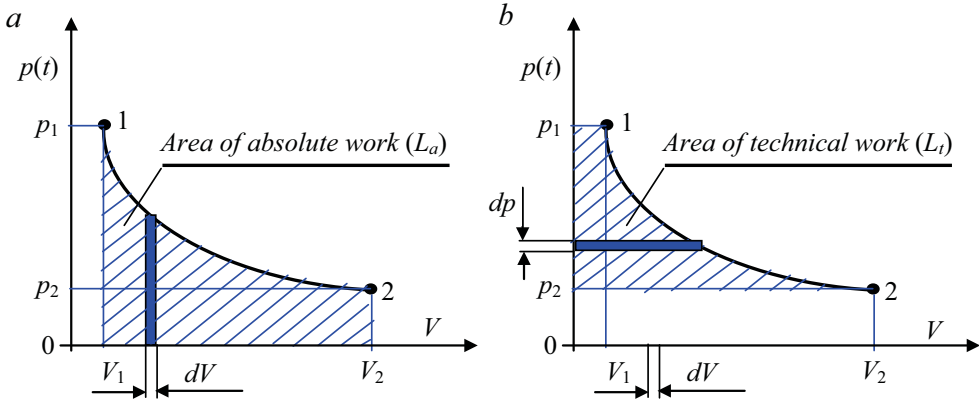 a
p(t)
p1
1
Area of absolute work (La)
p2
2
V
0
V1
dV
V2
b
p(t)
p1
1
Area of technical work (Lt)
dp
p2
2
V
0
V1
dV
V2